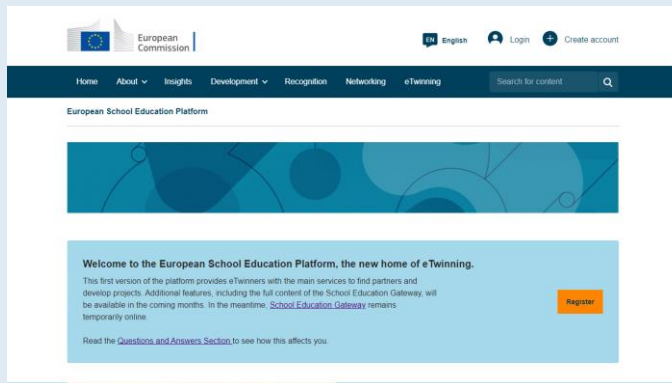 European
Commission
EN English
Login
Create account
Home About Insights Development Recognition Networking eTwinning Search for content
European School Education Platform
Welcome to the European School Education Platform, the new home of eTwinning.
This first version of the platform provides eTwinners with the main services to find partners and
develop projects. Additional features, including the full content of the School Education Gateway, will
be available in the coming months. In the meantime, School Education Gateway remains
temporarily online.
Register
Read the Questions and Answers Section to see how this affects you.